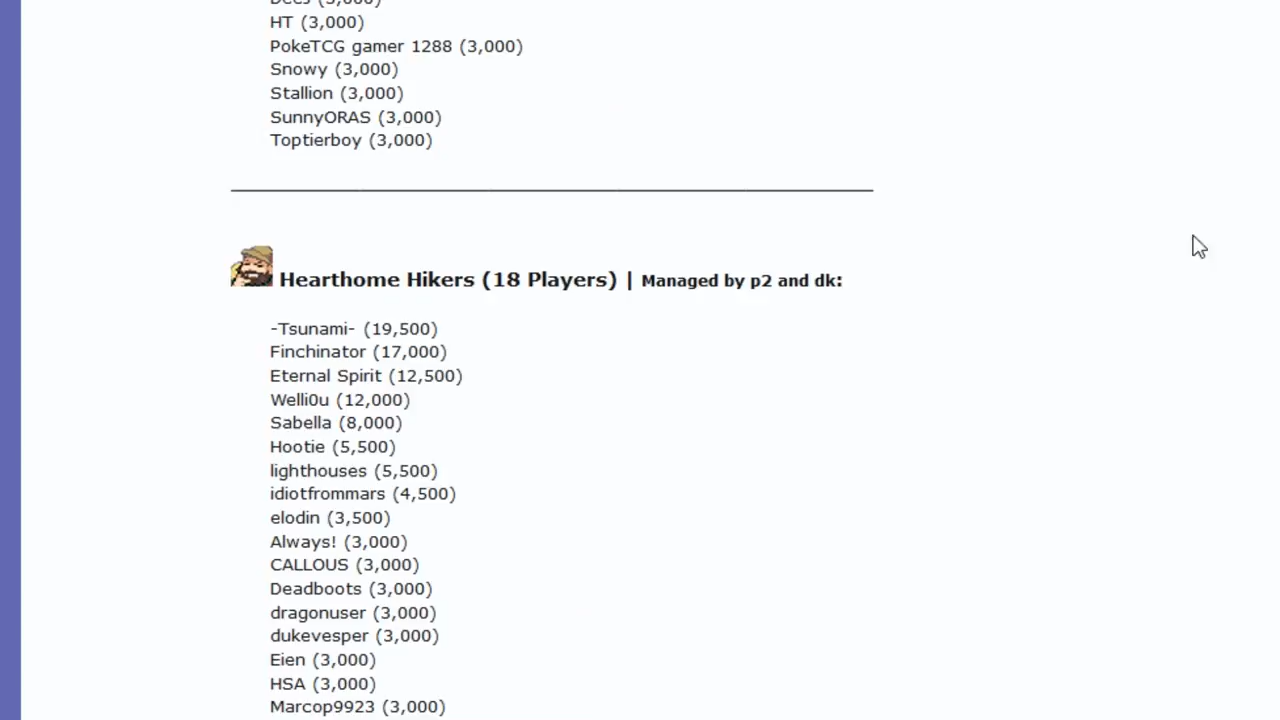 HT (3,000)
PokeTCG gamer 1288 (3,000)
Snowy (3,000)
Stallion (3,000)
SunnyORAS (3,000)
Toptierboy (3,000)
Hearthome Hikers (18 Players) | Managed by p2 and dk:
-Tsunami- (19,500)
Finchinator (17,000)
Eternal Spirit (12,500)
Welli0u (12,000)
Sabella (8,000)
Hootie (5,500)
lighthouses (5,500)
idiotfrommars (4,500)
elodin (3,500)
Always! (3,000)
CALLOUS (3,000)
Deadboots (3,000)
dragonuser (3,000)
dukevesper (3,000)
Eien (3,000)
HSA (3,000)
Marcop9923 (3,000)